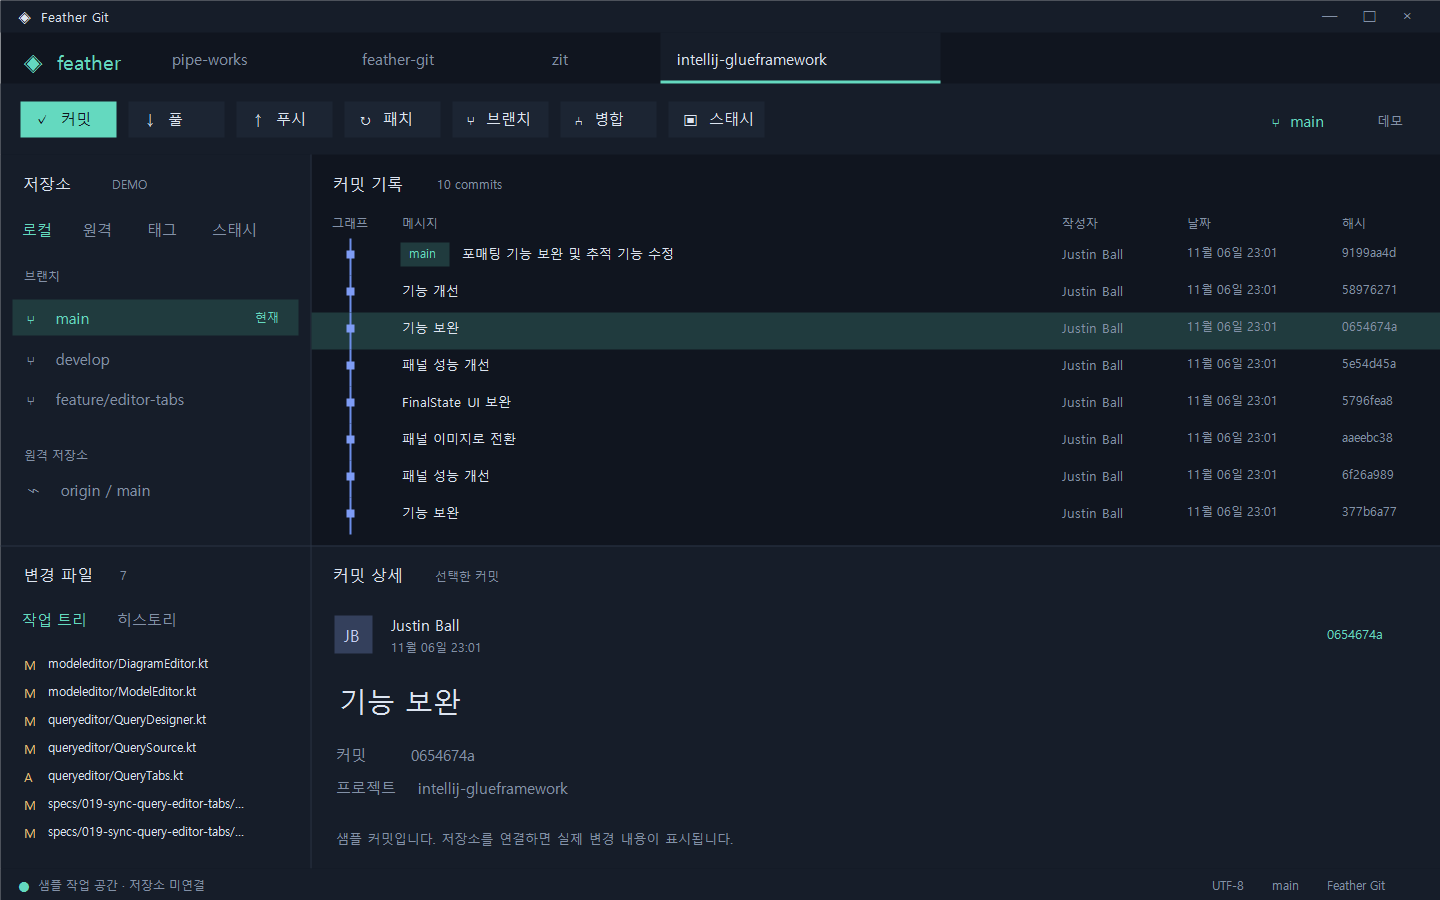 Feather Git
feather
pipe-works
feather-git
zit
intellij-glueframework
커밋
풀
푸시
패치
브랜치
병합
스태시
main
데모
저장소 DEMO
로컬 원격 태그 스태시
브랜치
main 현재
develop
feature/editor-tabs
원격 저장소
origin / main
커밋 기록 10 commits
그래프 메시지 작성자 날짜 해시
main 포매팅 기능 보완 및 추적 기능 수정 Justin Ball 11월 06일 23:01 9199aa4d
기능 개선 Justin Ball 11월 06일 23:01 58976271
기능 보완 Justin Ball 11월 06일 23:01 0654674a
패널 성능 개선 Justin Ball 11월 06일 23:01 5e54d45a
FinalState UI 보완 Justin Ball 11월 06일 23:01 5796fea8
패널 이미지로 전환 Justin Ball 11월 06일 23:01 aaeebc38
패널 성능 개선 Justin Ball 11월 06일 23:01 6f26a989
기능 보완 Justin Ball 11월 06일 23:01 377b6a77
변경 파일 7
작업 트리 히스토리
M modeleditor/DiagramEditor.kt
M modeleditor/ModelEditor.kt
M queryeditor/QueryDesigner.kt
M queryeditor/QuerySource.kt
A queryeditor/QueryTabs.kt
M specs/019-sync-query-editor-tabs/...
M specs/019-sync-query-editor-tabs/...
커밋 상세 선택한 커밋
JB
Justin Ball
11월 06일 23:01
0654674a
기능 보완
커밋 0654674a
프로젝트 intellij-glueframework
샘플 커밋입니다. 저장소를 연결하면 실제 변경 내용이 표시됩니다.
샘플 작업 공간 · 저장소 미연결
UTF-8 main Feather Git